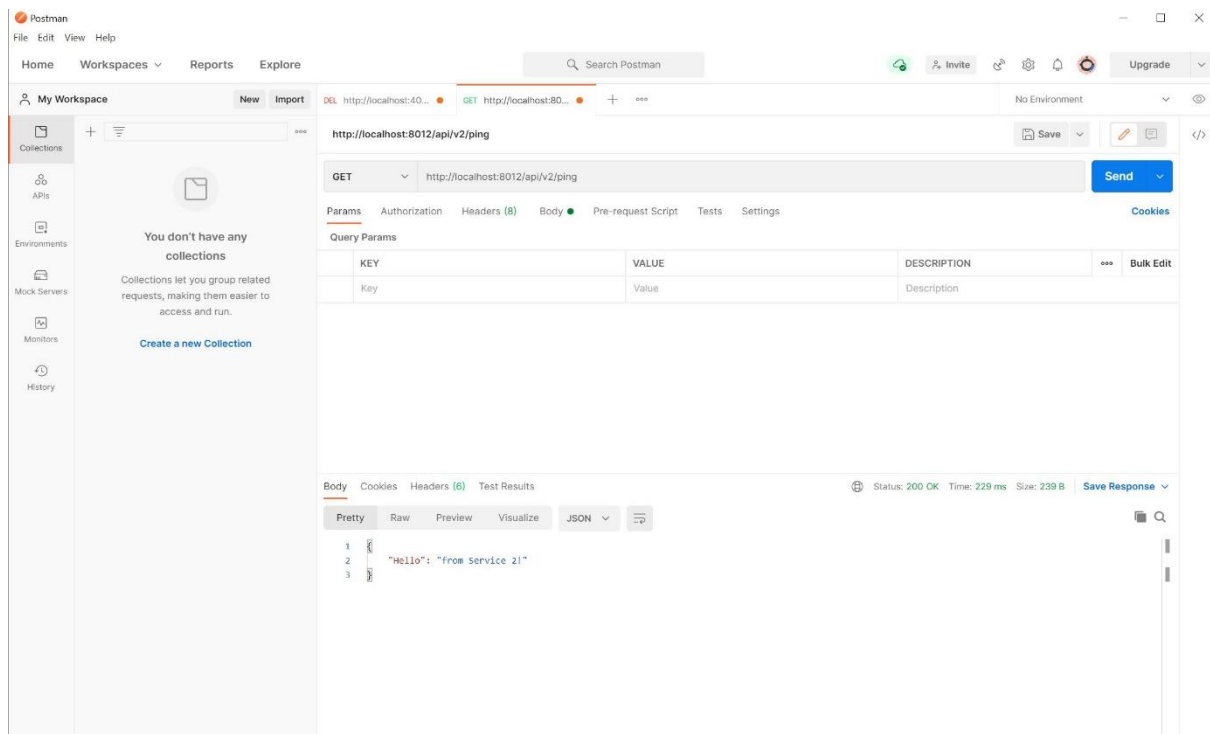 Postman
File Edit View Help
Home Workspaces Reports Explore
Search Postman
Invite
Upgrade
My Workspace
New Import
DEL http://localhost:40...
GET http://localhost:80...
No Environment
Collections
APIs
Environments
Mock Servers
Monitors
History
You don't have any
collections
Collections let you group related
requests, making them easier to
access and run.
Create a new Collection
http://localhost:8012/api/v2/ping
Save
</>
GET http://localhost:8012/api/v2/ping
Send
Params Authorization Headers (8) Body Pre-request Script Tests Settings
Cookies
Query Params
KEY VALUE DESCRIPTION
Bulk Edit
Key Value Description
Body Cookies Headers (6) Test Results
Status: 200 OK Time: 229 ms Size: 239 B
Save Response
Pretty Raw Preview Visualize JSON
1 {
2 "Hello": "from Service 2!"
3 }